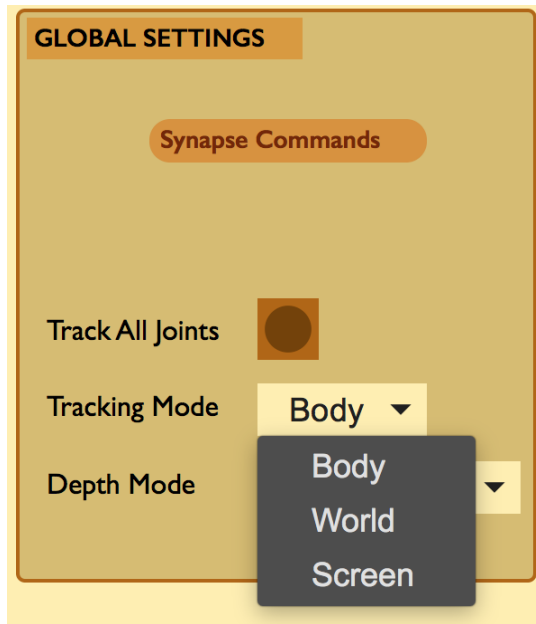 GLOBAL SETTINGS
Synapse Commands
Track All Joints
Tracking Mode Body
Depth Mode
Body
World
Screen